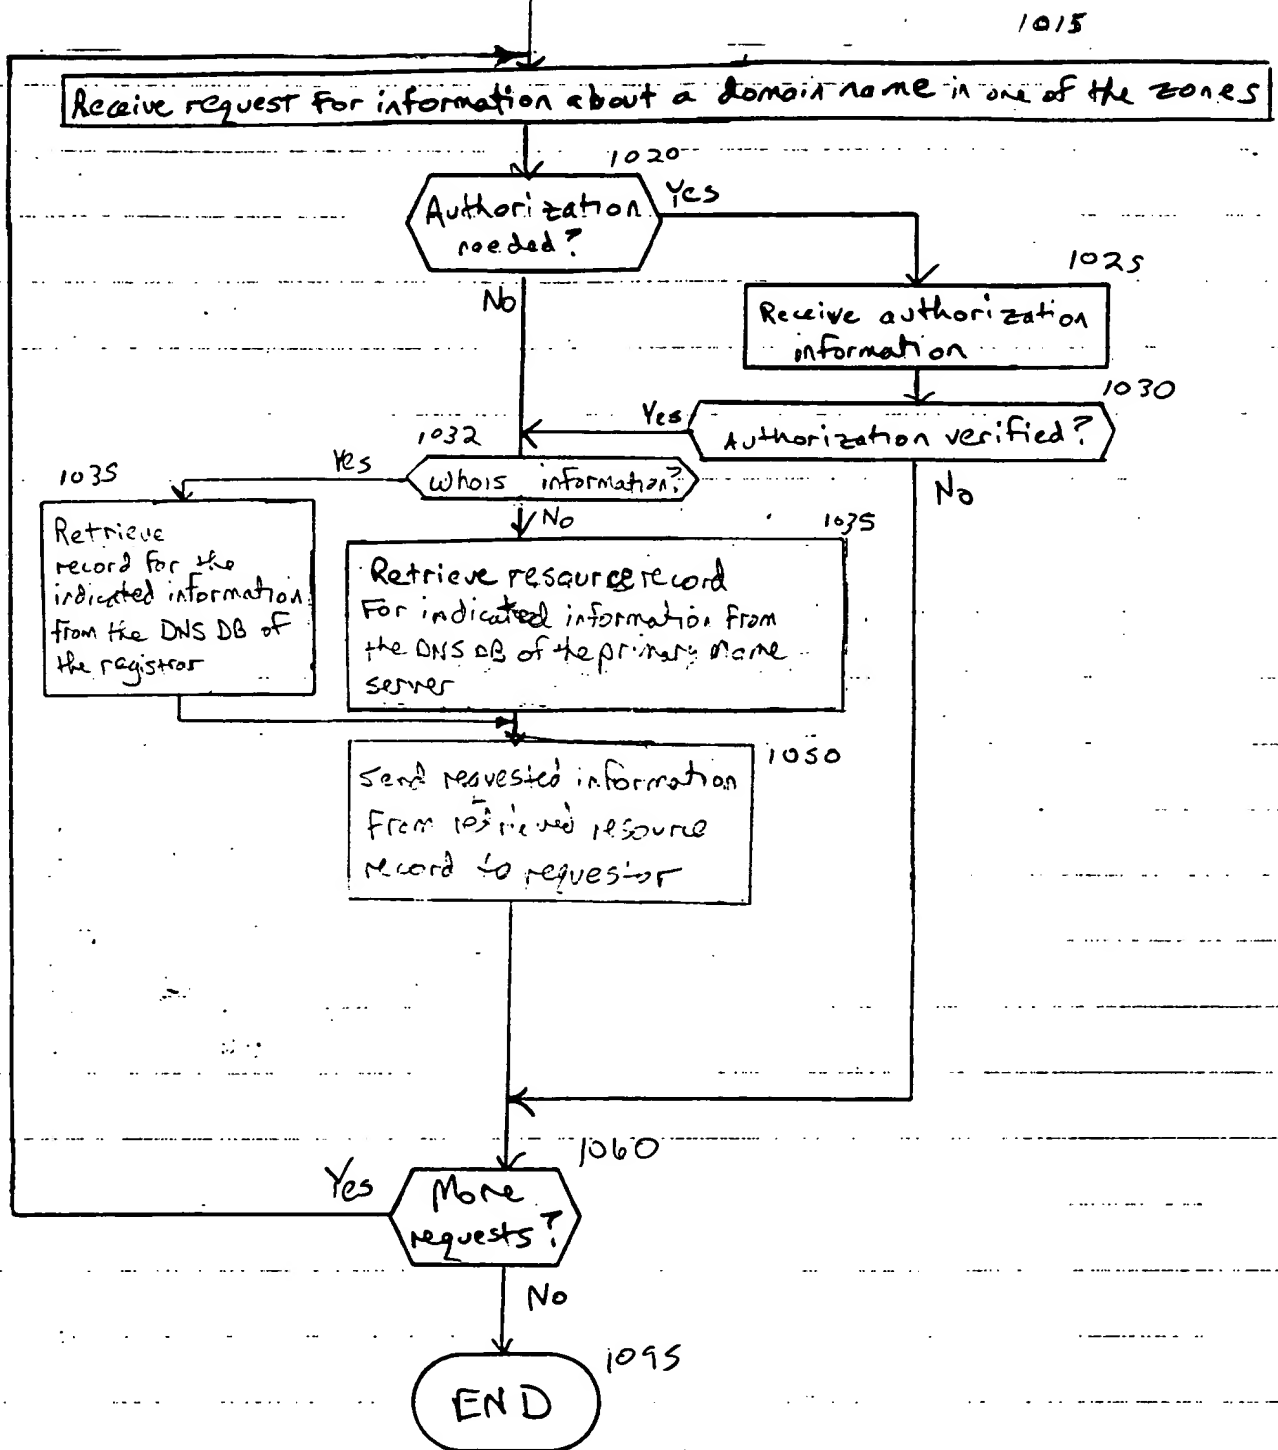 1015
Receive request for information about a domain name in one of the zones
1020
Authorization
needed?
Yes
No
1025
Receive authorization
information
1030
Authorization verified?
Yes
No
1032
whois information?
Yes
No
1035
Retrieve
record for the
indicated information
from the DNS DB of
the registrar
1035
Retrieve resource record
For indicated information from
the DNS DB of the primary name
server
1050
Send requested information
From retrieved resource
record to requestor
1060
More
requests?
Yes
No
1095
END